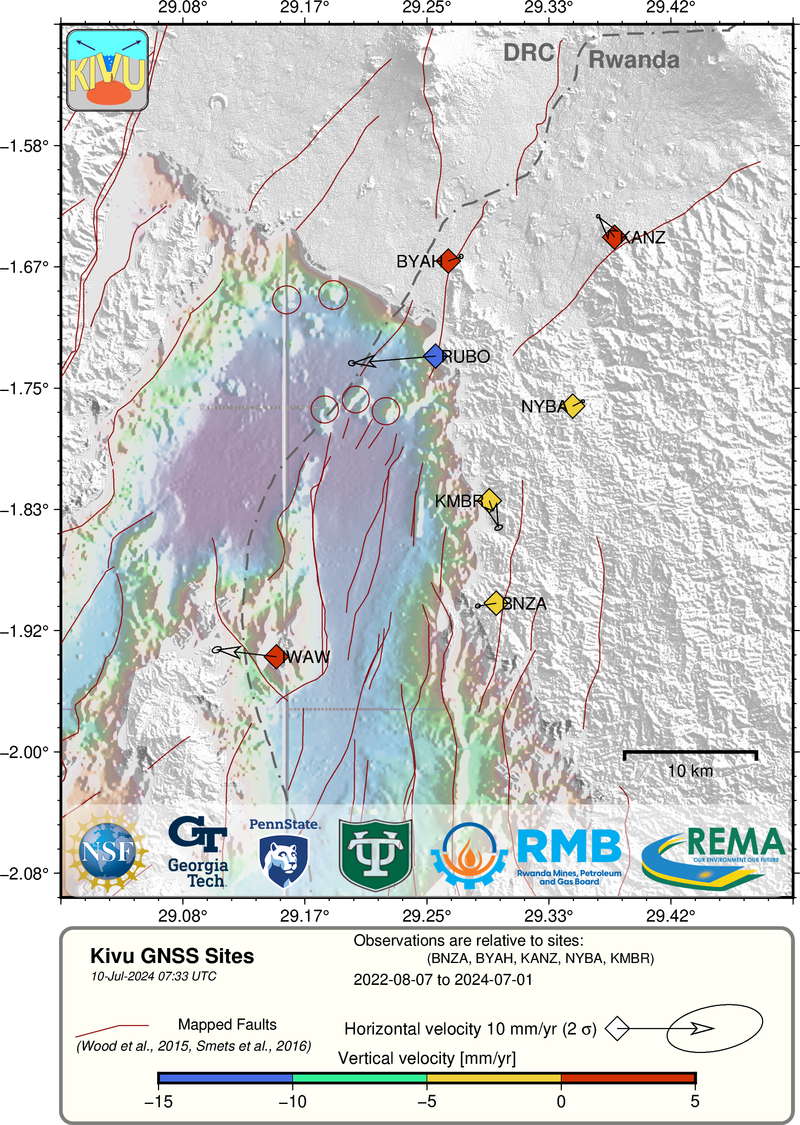 29.08° 29.17° 29.25° 29.33° 29.42°
KIVU
DRC
Rwanda
−1.58°
KANZ
BYAH
−1.67°
RUBO
−1.75°
NYBA
KMBR
−1.83°
BNZA
−1.92°
IWAW
−2.00°
10 km
NSF
GT
Georgia
Tech
PennState
RMB
Rwanda Mines, Petroleum
and Gas Board
REMA
OUR ENVIRONMENT OUR FUTURE
−2.08°
29.08° 29.17° 29.25° 29.33° 29.42°
Kivu GNSS Sites
10-Jul-2024 07:33 UTC
Observations are relative to sites:
(BNZA, BYAH, KANZ, NYBA, KMBR)
2022-08-07 to 2024-07-01
Mapped Faults
(Wood et al., 2015, Smets et al., 2016)
Horizontal velocity 10 mm/yr (2 σ)
Vertical velocity [mm/yr]
−15 −10 −5 0 5